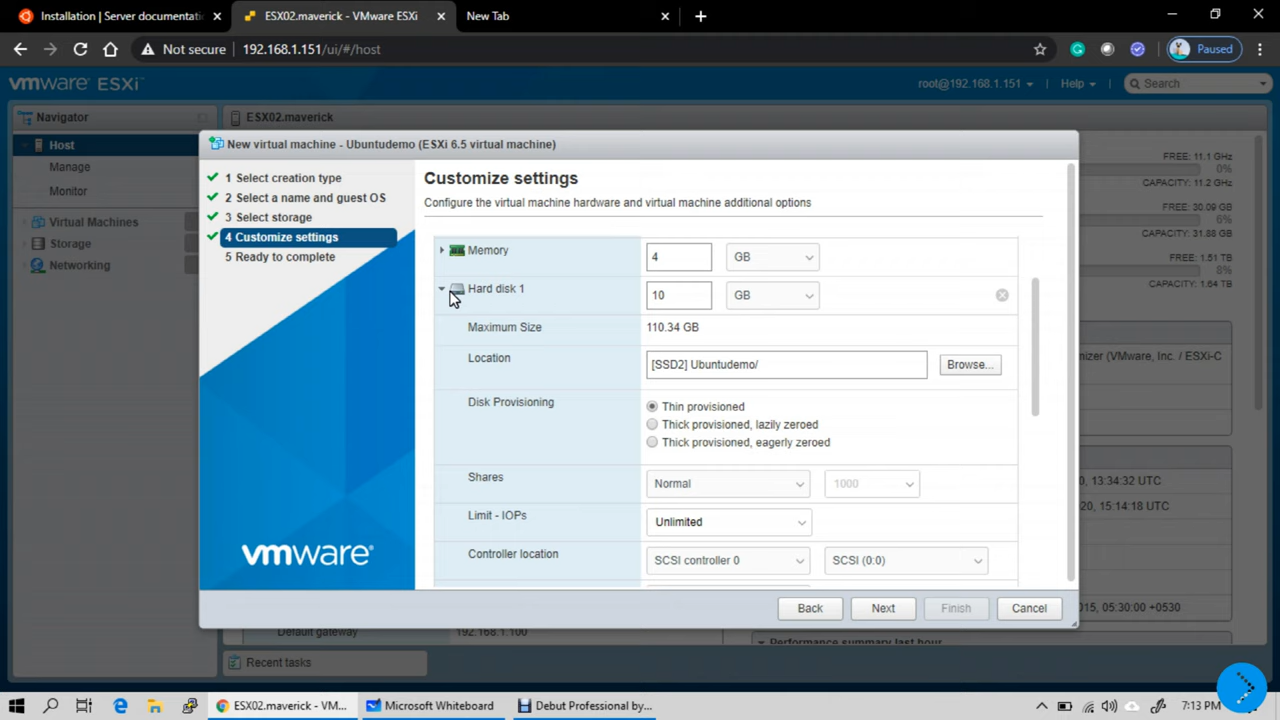 Installation | Server documentati
ESX02.maverick - VMware ESXi
New Tab
Not secure
192.168.1.151/ui/#/host
Paused
vmware ESXi™
root@192.168.1.151
Help
Search
Navigator
ESX02.maverick
Host
Manage
Monitor
Virtual Machines
Storage
Networking
FREE: 11.1 GHz
0%
CAPACITY: 11.2 GHz
FREE: 30.09 GB
6%
CAPACITY: 31.88 GB
FREE: 1.51 TB
8%
CAPACITY: 1.64 TB
mizer (VMware, Inc. / ESXi-C
0, 13:34:32 UTC
20, 15:14:18 UTC
015, 05:30:00 +0530
New virtual machine - Ubuntudemo (ESXi 6.5 virtual machine)
1 Select creation type
2 Select a name and guest OS
3 Select storage
4 Customize settings
5 Ready to complete
vmware®
Customize settings
Configure the virtual machine hardware and virtual machine additional options
Memory
4
GB
Hard disk 1
10
GB
Maximum Size
110.34 GB
Location
[SSD2] Ubuntudemo/
Browse...
Disk Provisioning
Thin provisioned
Thick provisioned, lazily zeroed
Thick provisioned, eagerly zeroed
Shares
Normal
1000
Limit - IOPs
Unlimited
Controller location
SCSI controller 0
SCSI (0:0)
Back
Next
Finish
Cancel
Default gateway
192.168.1.100
Performance summary last hour
Recent tasks
ESX02.maverick - VM...
Microsoft Whiteboard
Debut Professional by...
7:13 PM